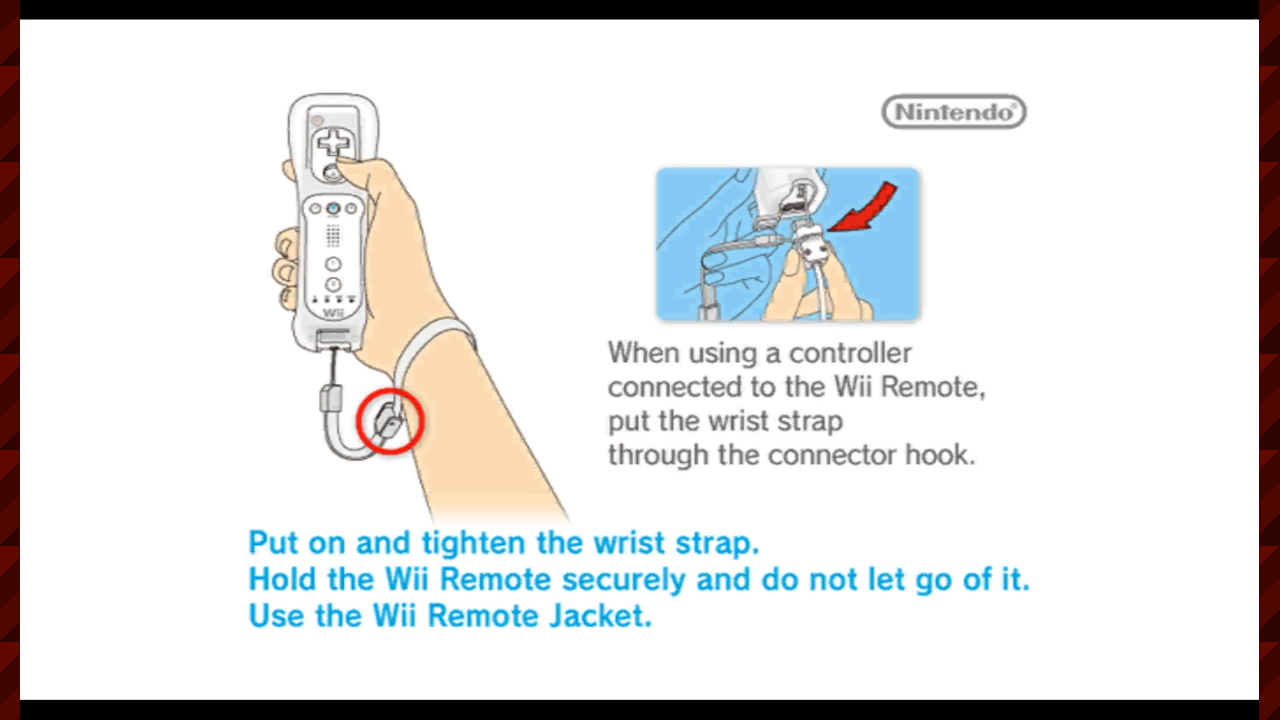 Nintendo®
Wii
When using a controller
connected to the Wii Remote,
put the wrist strap
through the connector hook.
Put on and tighten the wrist strap.
Hold the Wii Remote securely and do not let go of it.
Use the Wii Remote Jacket.